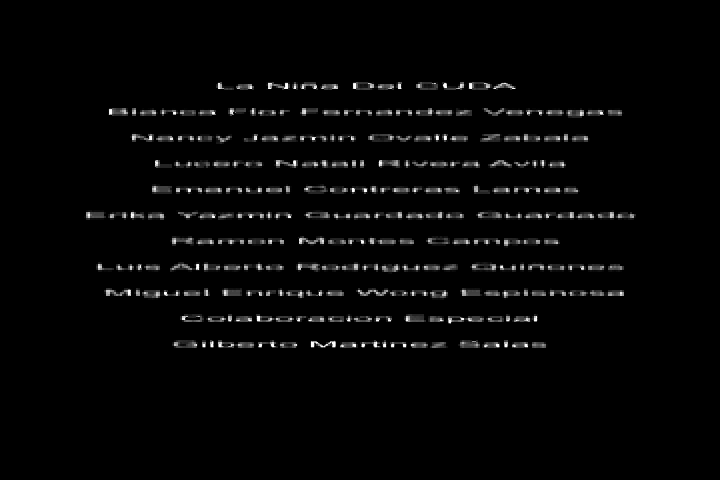 La Niña Del CUDA
Blanca Flor Fernandez Venegas
Nancy Jazmin Ovalle Zabala
Lucero Natali Rivera Avila
Emanuel Contreras Lamas
Erika Yazmin Guardado Guardado
Ramon Montes Campos
Luis Alberto Rodriguez Quiñones
Miguel Enrique Wong Espisnosa
Colaboracion Especial
Gilberto Martinez Salas